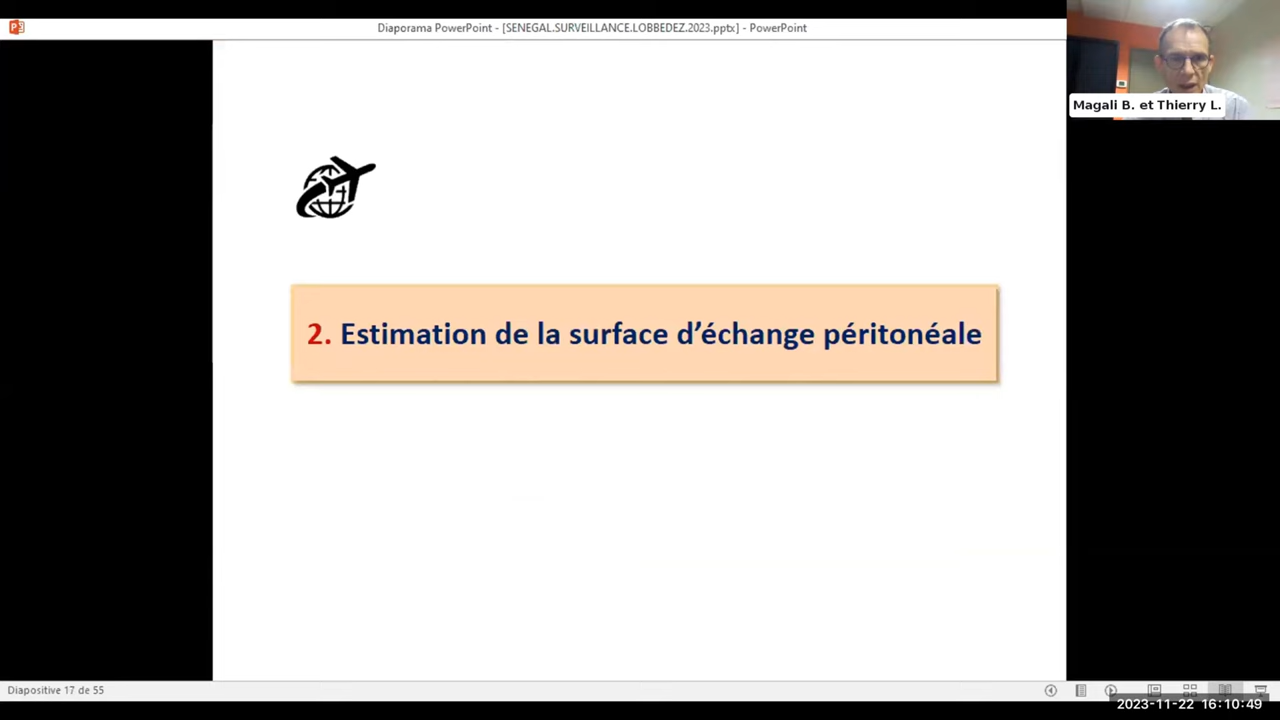 Diaporama PowerPoint - [SENEGAL.SURVEILLANCE.LOBBEDEZ.2023.pptx] - PowerPoint
Magali B. et Thierry L.
2. Estimation de la surface d’échange péritonéale
Diapositive 17 de 55
2023-11-22 16:10:49